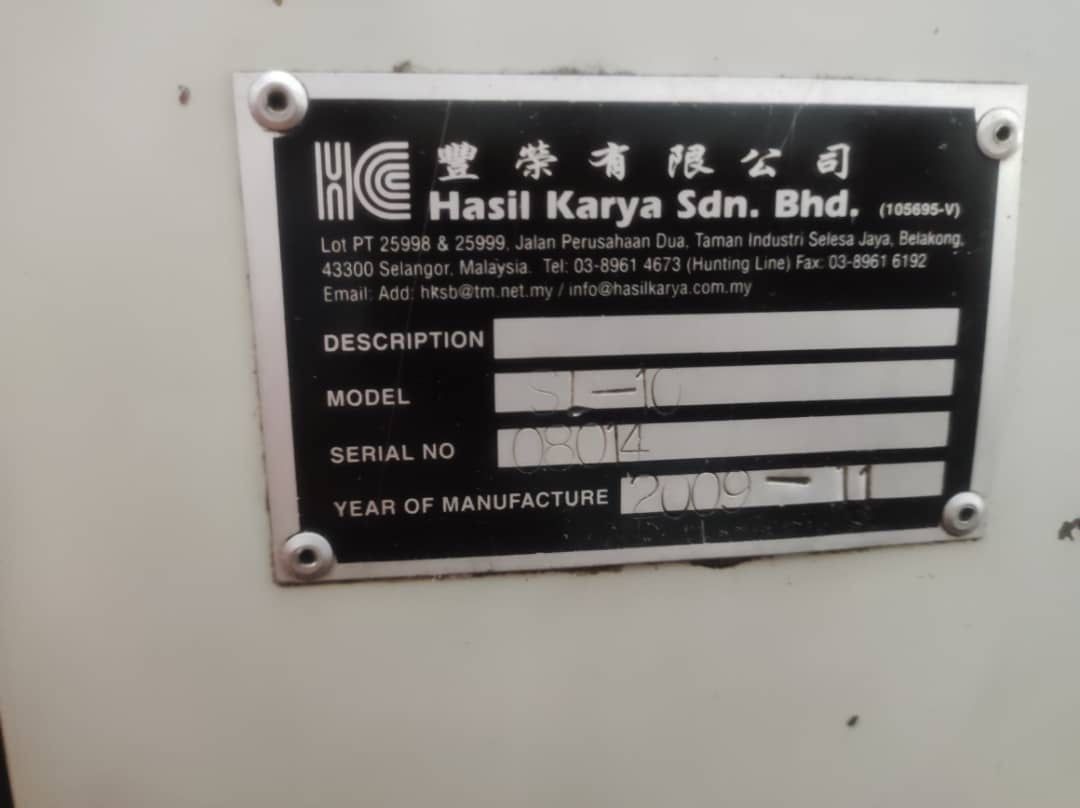 HC 豐榮有限公司
Hasil Karya Sdn. Bhd. (105695-V)
Lot PT 25998 & 25999, Jalan Perusahaan Dua, Taman Industri Selesa Jaya, Belakong,
43300 Selangor, Malaysia. Tel: 03-8961 4673 (Hunting Line) Fax: 03-8961 6192
Email: Add: hksb@tm.net.my / info@hasilkarya.com.my
DESCRIPTION
MODEL
SERIAL NO 08014
YEAR OF MANUFACTURE 2009-11